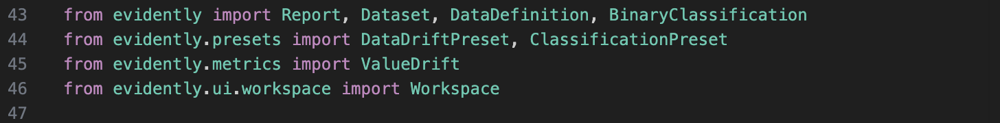 43 from evidently import Report, Dataset, DataDefinition, BinaryClassification
44 from evidently.presets import DataDriftPreset, ClassificationPreset
45 from evidently.metrics import ValueDrift
46 from evidently.ui.workspace import Workspace
47